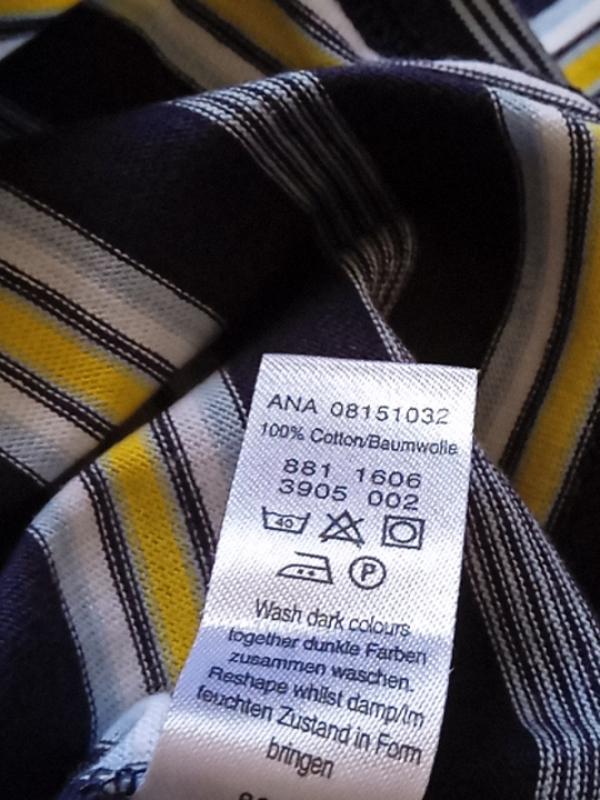 ANA 08151032
100% Cotton/Baumwolle
881 1606
3905 002
40
P
Wash dark colours
together dunkle Farben
zusammen waschen.
Reshape whilst damp/Im
feuchten Zustand in Form
bringen